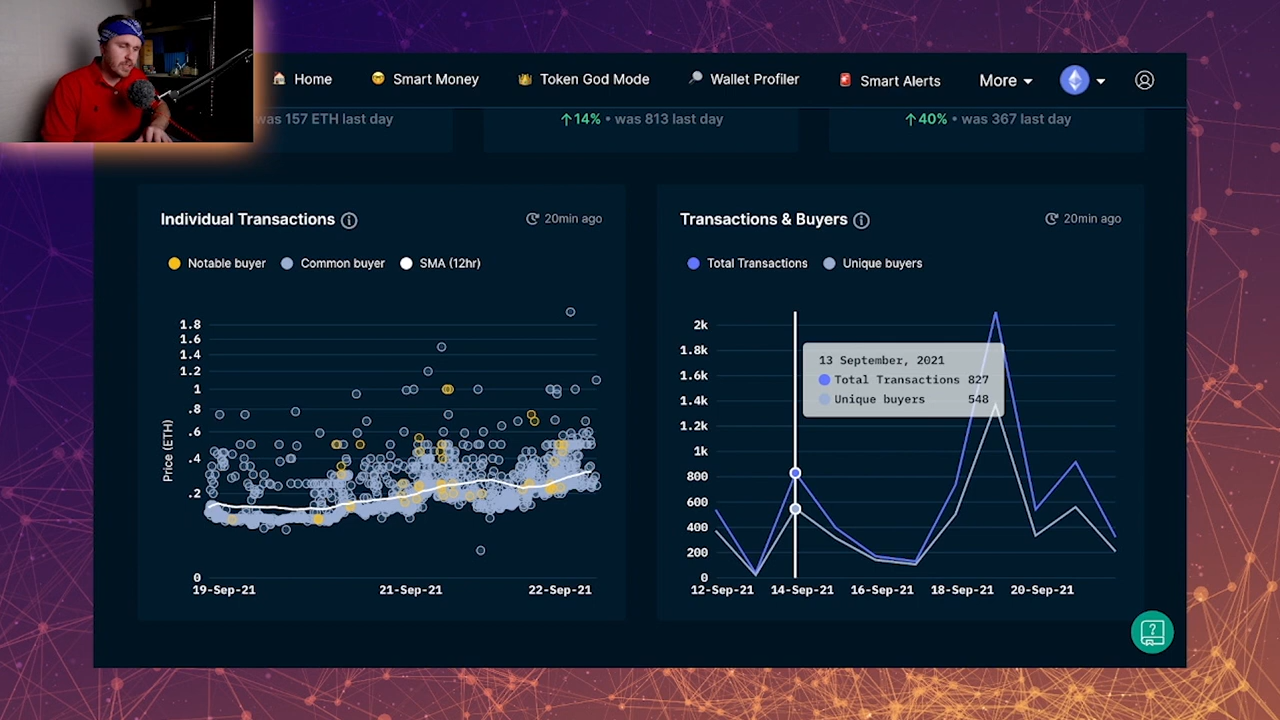 Home Smart Money Token God Mode Wallet Profiler Smart Alerts More
was 157 ETH last day ↑14% • was 813 last day ↑40% • was 367 last day
Individual Transactions 20min ago
Notable buyer Common buyer SMA (12hr)
Price (ETH)
1.8
1.6
1.4
1.2
1
.8
.6
.4
.2
0
19-Sep-21 21-Sep-21 22-Sep-21
Transactions & Buyers 20min ago
Total Transactions Unique buyers
2k
1.8k
1.6k
1.4k
1.2k
1k
800
600
400
200
0
13 September, 2021
Total Transactions 827
Unique buyers 548
12-Sep-21 14-Sep-21 16-Sep-21 18-Sep-21 20-Sep-21
?